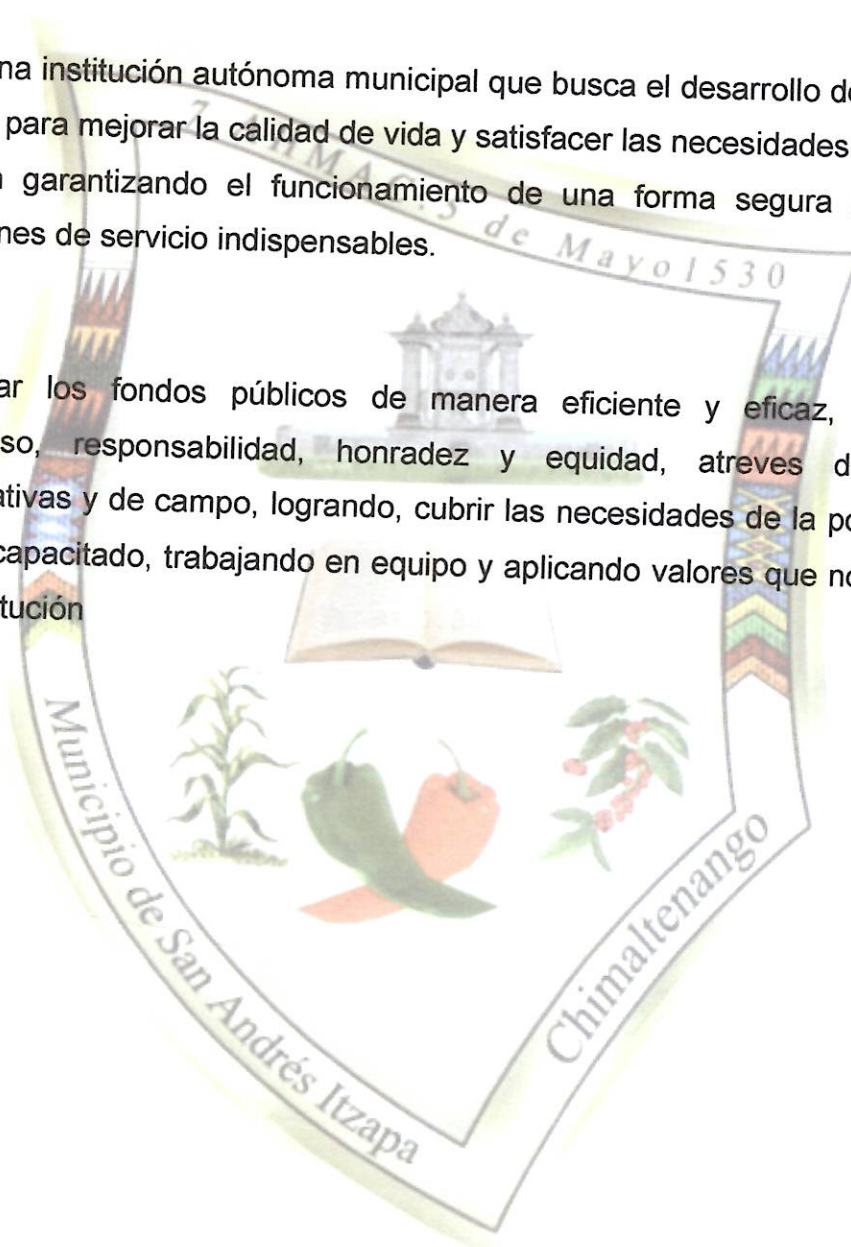 na institución autónoma municipal que busca el desarrollo de
para mejorar la calidad de vida y satisfacer las necesidades
garantizando el funcionamiento de una forma segura
nes de servicio indispensables.
de Mayo 1530
ar los fondos públicos de manera eficiente y eficaz,
so, responsabilidad, honradez y equidad, atreves d
ativas y de campo, logrando, cubrir las necesidades de la po
capacitado, trabajando en equipo y aplicando valores que no
tución
Municipio de San Andrés Itzapa
Chimaltenango